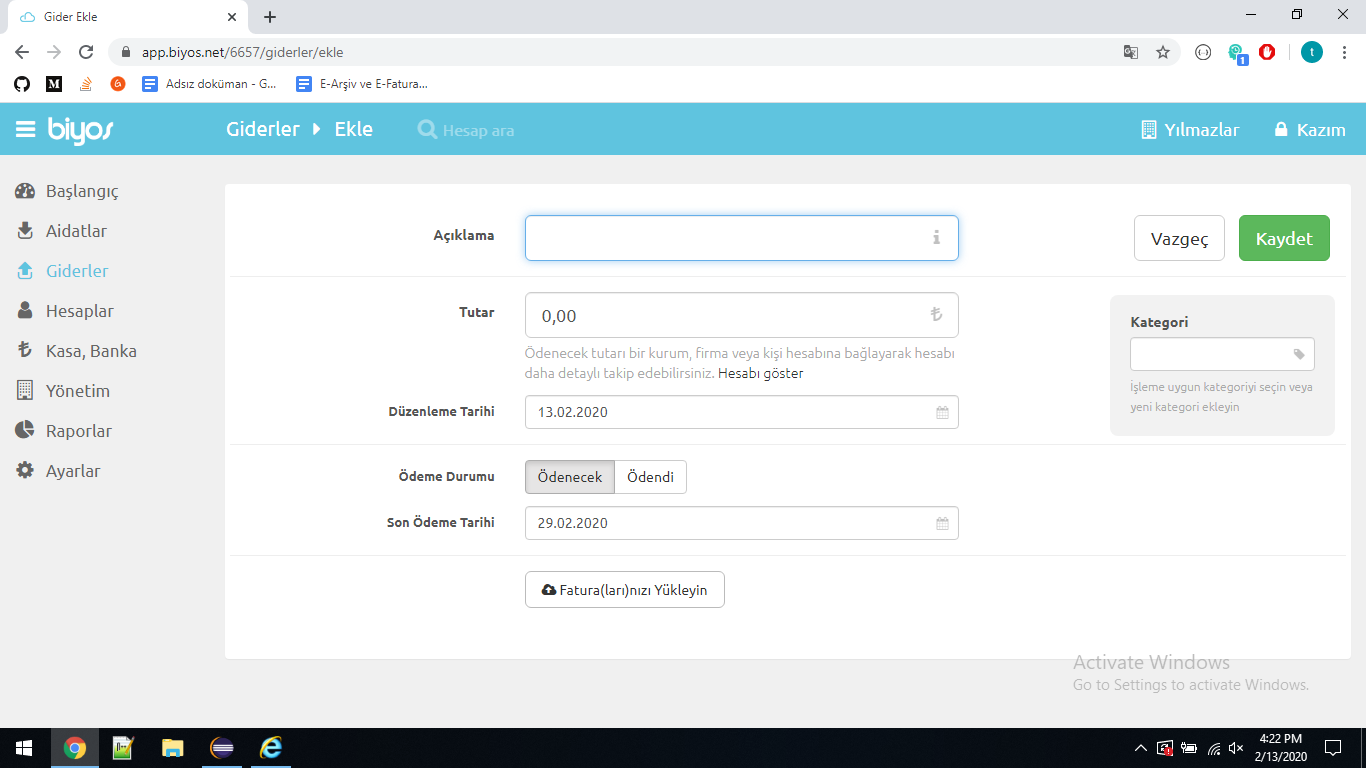 Gider Ekle
app.biyos.net/6657/giderler/ekle
t
M
Adsız doküman - G...
E-Arşiv ve E-Fatura...
1
biyos
Giderler Ekle
Hesap ara
Yılmazlar
Kazım
Başlangıç
Aidatlar
Giderler
Hesaplar
Kasa, Banka
Yönetim
Raporlar
Ayarlar
Açıklama
Vazgeç
Kaydet
Tutar
0,00
₺
Ödenecek tutarı bir kurum, firma veya kişi hesabına bağlayarak hesabı
daha detaylı takip edebilirsiniz. Hesabı göster
Düzenleme Tarihi
13.02.2020
Kategori
İşleme uygun kategoriyi seçin veya
yeni kategori ekleyin
Ödeme Durumu
Ödenecek
Ödendi
Son Ödeme Tarihi
29.02.2020
Fatura(ları)nızı Yükleyin
Activate Windows
Go to Settings to activate Windows.
4:22 PM
2/13/2020